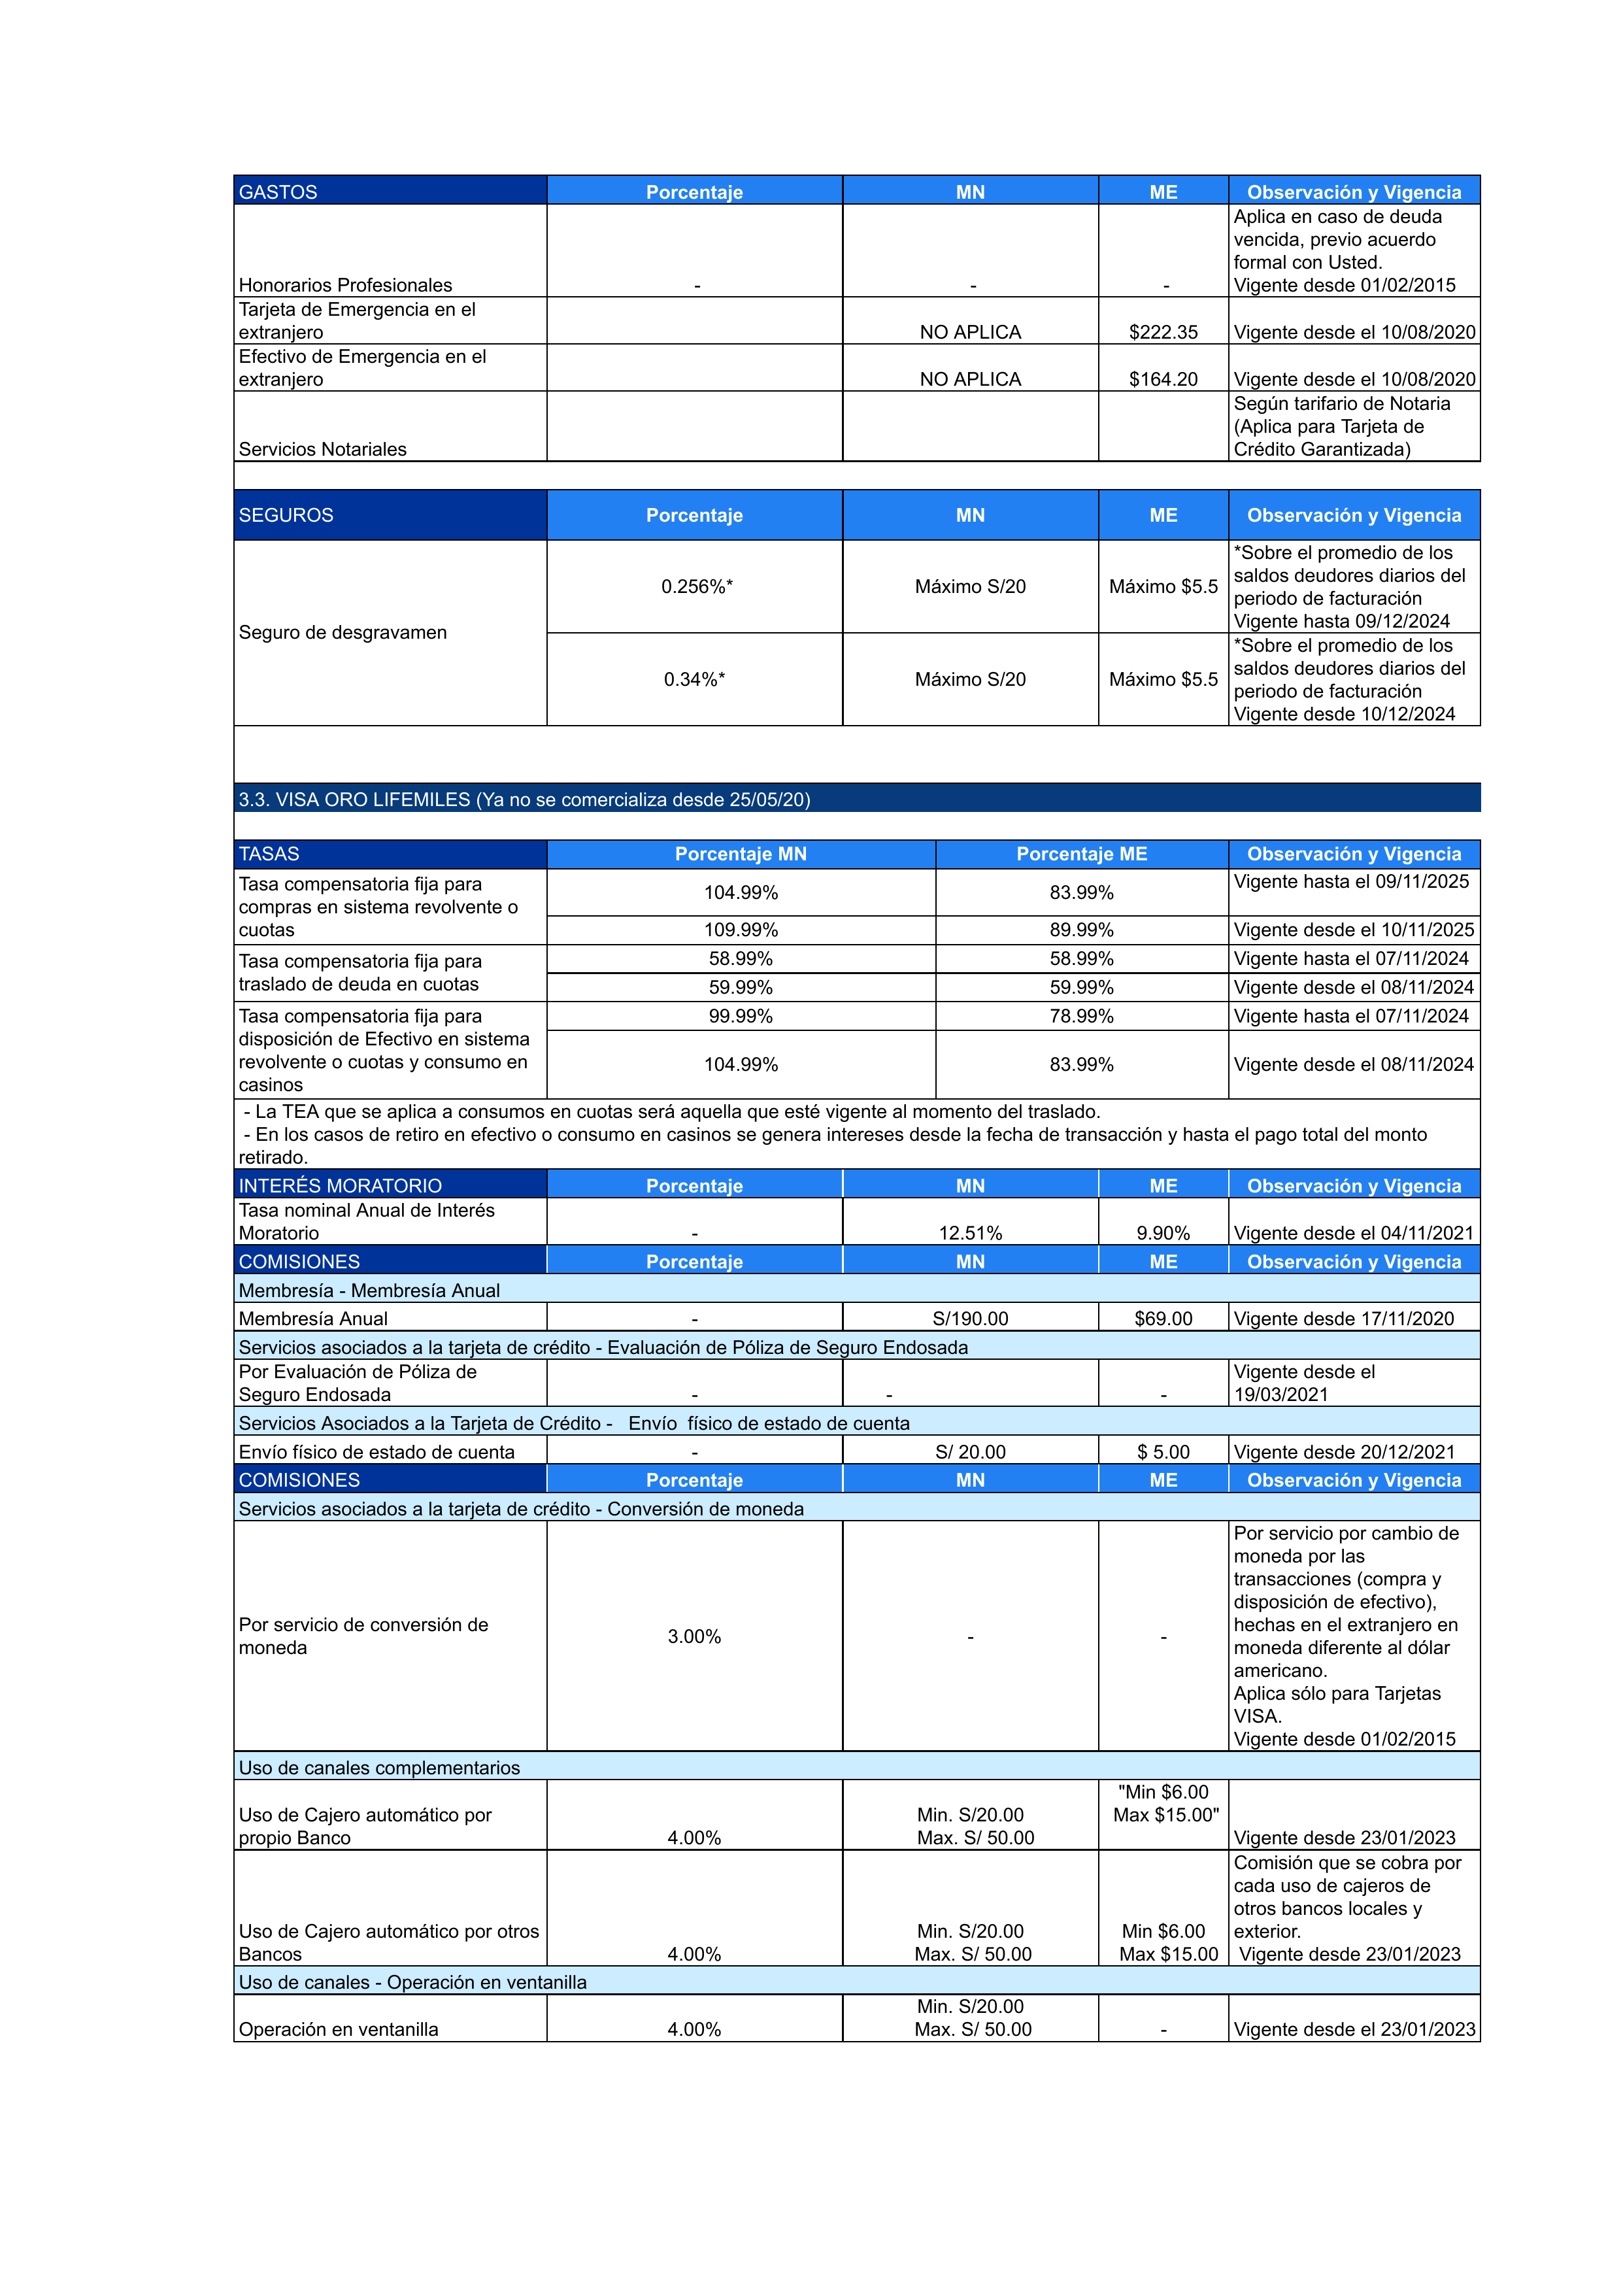 GASTOS Porcentaje MN ME Observación y Vigencia
Aplica en caso de deuda
vencida, previo acuerdo
formal con Usted.
Honorarios Profesionales - - - Vigente desde 01/02/2015
Tarjeta de Emergencia en el
extranjero NO APLICA $222.35 Vigente desde el 10/08/2020
Efectivo de Emergencia en el
extranjero NO APLICA $164.20 Vigente desde el 10/08/2020
Según tarifario de Notaria
(Aplica para Tarjeta de
Servicios Notariales Crédito Garantizada)
SEGUROS Porcentaje MN ME Observación y Vigencia
Seguro de desgravamen
0.256%* Máximo S/20 Máximo $5.5
*Sobre el promedio de los
saldos deudores diarios del
periodo de facturación
Vigente hasta 09/12/2024
0.34%* Máximo S/20 Máximo $5.5
*Sobre el promedio de los
saldos deudores diarios del
periodo de facturación
Vigente desde 10/12/2024
3.3. VISA ORO LIFEMILES (Ya no se comercializa desde 25/05/20)
TASAS Porcentaje MN Porcentaje ME Observación y Vigencia
Tasa compensatoria fija para
compras en sistema revolvente o
cuotas
104.99% 83.99% Vigente hasta el 09/11/2025
109.99% 89.99% Vigente desde el 10/11/2025
Tasa compensatoria fija para
traslado de deuda en cuotas
58.99% 58.99% Vigente hasta el 07/11/2024
59.99% 59.99% Vigente desde el 08/11/2024
Tasa compensatoria fija para
disposición de Efectivo en sistema
revolvente o cuotas y consumo en
casinos
99.99% 78.99% Vigente hasta el 07/11/2024
104.99% 83.99% Vigente desde el 08/11/2024
- La TEA que se aplica a consumos en cuotas será aquella que esté vigente al momento del traslado.
- En los casos de retiro en efectivo o consumo en casinos se genera intereses desde la fecha de transacción y hasta el pago total del monto
retirado.
INTERÉS MORATORIO Porcentaje MN ME Observación y Vigencia
Tasa nominal Anual de Interés
Moratorio - 12.51% 9.90% Vigente desde el 04/11/2021
COMISIONES Porcentaje MN ME Observación y Vigencia
Membresía - Membresía Anual
Membresía Anual - S/190.00 $69.00 Vigente desde 17/11/2020
Servicios asociados a la tarjeta de crédito - Evaluación de Póliza de Seguro Endosada
Por Evaluación de Póliza de Vigente desde el
Seguro Endosada - - - 19/03/2021
Servicios Asociados a la Tarjeta de Crédito - Envío físico de estado de cuenta
Envío físico de estado de cuenta - S/ 20.00 $ 5.00 Vigente desde 20/12/2021
COMISIONES Porcentaje MN ME Observación y Vigencia
Servicios asociados a la tarjeta de crédito - Conversión de moneda
Por servicio de conversión de
moneda
3.00% - -
Por servicio por cambio de
moneda por las
transacciones (compra y
disposición de efectivo),
hechas en el extranjero en
moneda diferente al dólar
americano.
Aplica sólo para Tarjetas
VISA.
Vigente desde 01/02/2015
Uso de canales complementarios
"Min $6.00
Uso de Cajero automático por Min. S/20.00 Max $15.00"
propio Banco 4.00% Max. S/ 50.00 Vigente desde 23/01/2023
Comisión que se cobra por
cada uso de cajeros de
otros bancos locales y
Uso de Cajero automático por otros Min. S/20.00 Min $6.00 exterior.
Bancos 4.00% Max. S/ 50.00 Max $15.00 Vigente desde 23/01/2023
Uso de canales - Operación en ventanilla
Min. S/20.00
Operación en ventanilla 4.00% Max. S/ 50.00 - Vigente desde el 23/01/2023